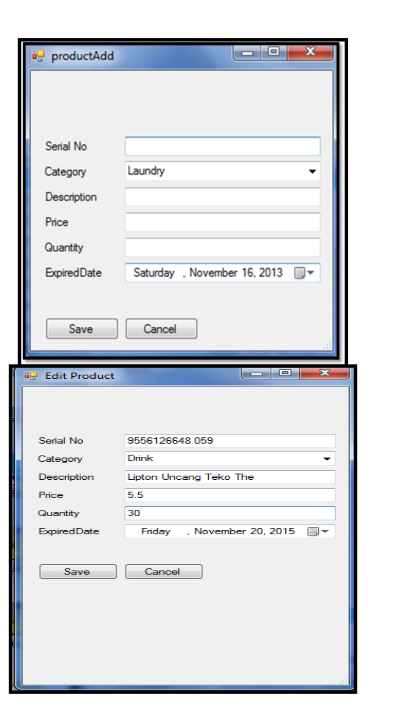 productAdd
Serial No
Category Laundry
Description
Price
Quantity
ExpiredDate Saturday , November 16, 2013
Save Cancel
Edit Product
Serial No 9556126648 059
Category Drink
Description Lipton Uncang Teko The
Price 5.5
Quantity 30
ExpiredDate Friday , November 20, 2015
Save Cancel